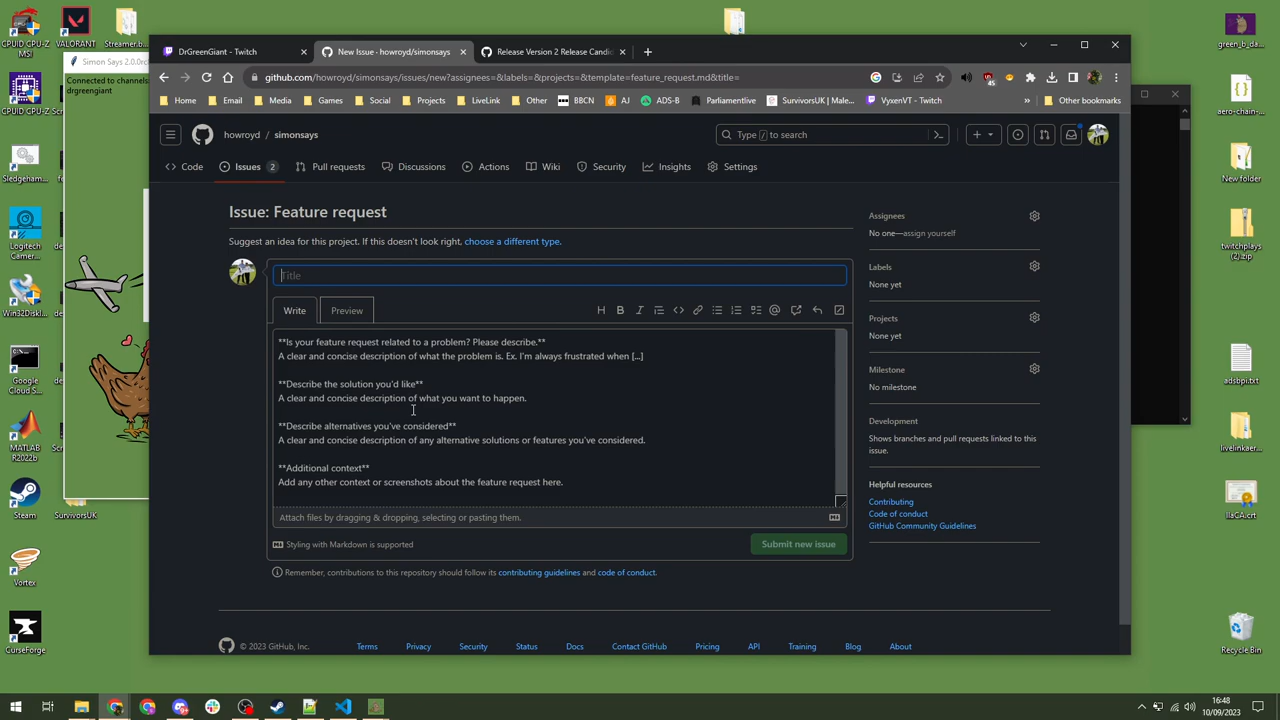 CPUID CPU-Z
MSI
VALORANT
Streamer.b...
CPUID CPU-Z
Sledgeham...
Logitech
Gamer...
Win32Diskl...
Google
Cloud S...
MATLAB
R2022b
Steam
SurvivorsUK
Vortex
CurseForge
Simon Says 2.0.0rc
Connected to channels:
drgreengiant
DrGreenGiant - Twitch
New Issue · howroyd/simonsays
Release Version 2 Release Candid
github.com/howroyd/simonsays/issues/new?assignees=&labels=&projects=&template=feature_request.md&title=
45
Home
Email
Media
Games
Social
Projects
LiveLink
Other
BBCN
AJ
ADS-B
Parliamentive
SurvivorsUK | Male...
VyxenVT - Twitch
»
Other bookmarks
howroyd / simonsays
Type / to search
Code
Issues 2
Pull requests
Discussions
Actions
Wiki
Security
Insights
Settings
Issue: Feature request
Suggest an idea for this project. If this doesn't look right, choose a different type.
Title
Write
Preview
**Is your feature request related to a problem? Please describe.**
A clear and concise description of what the problem is. Ex. I'm always frustrated when [...]
**Describe the solution you'd like**
A clear and concise description of what you want to happen.
**Describe alternatives you've considered**
A clear and concise description of any alternative solutions or features you've considered.
**Additional context**
Add any other context or screenshots about the feature request here.
Attach files by dragging & dropping, selecting or pasting them.
Styling with Markdown is supported
Submit new issue
Remember, contributions to this repository should follow its contributing guidelines and code of conduct.
Assignees
No one—assign yourself
Labels
None yet
Projects
None yet
Milestone
No milestone
Development
Shows branches and pull requests linked to this
issue.
Helpful resources
Contributing
Code of conduct
GitHub Community Guidelines
© 2023 GitHub, Inc.
Terms
Privacy
Security
Status
Docs
Contact GitHub
Pricing
API
Training
Blog
About
green_b_da...
aero-chain-...
New folder
twitchplays
(2).zip
adsbpi.txt
livelinkaer...
Recycle Bin
16:48
10/09/2023